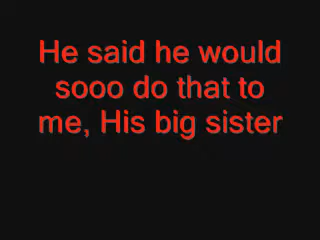 He said he would
sooo do that to
me, His big sister